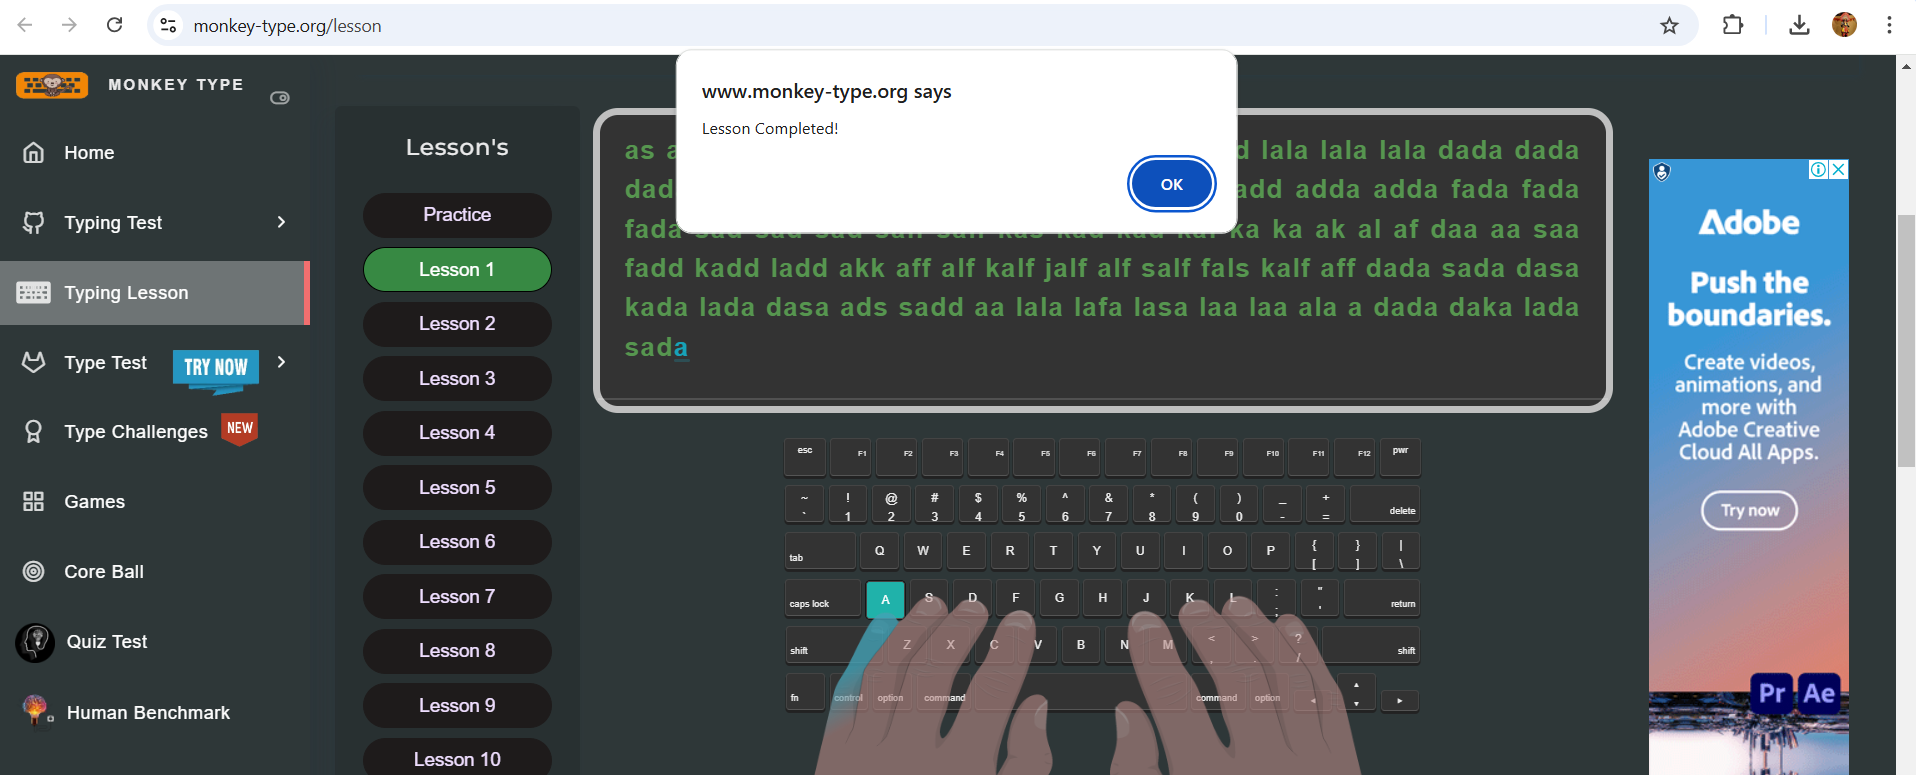 monkey-type.org/lesson
MONKEY TYPE
Home
Typing Test
Typing Lesson
Type Test
TRY NOW
Type Challenges
NEW
Games
Core Ball
Quiz Test
Human Benchmark
Lesson's
Practice
Lesson 1
Lesson 2
Lesson 3
Lesson 4
Lesson 5
Lesson 6
Lesson 7
Lesson 8
Lesson 9
Lesson 10
www.monkey-type.org says
Lesson Completed!
OK
as lala lala lala dada dada
adda adda fada fada
fada ka ka ak al af daa aa saa
fadd kadd ladd akk aff alf kalf jalf alf salf fals kalf aff dada sada dasa
kada lada dasa ads sadd aa lala lafa lasa laa laa ala a dada daka lada
sada
esc F1 F2 F3 F4 F5 F6 F7 F8 F9 F10 F11 F12 pwr
~ ! @ # $ % ^ & * ( ) _ +
` 1 2 3 4 5 6 7 8 9 0 - = delete
tab Q W E R T Y U I O P { [ } ] | \
caps lock A S D F G H J K L : ; " ' return
shift Z X C V B N M < , > . ? / shift
fn control option command command option ◂ ▴ ▾ ▸
Adobe
Push the
boundaries.
Create videos,
animations, and
more with
Adobe Creative
Cloud All Apps.
Try now
Pr Ae